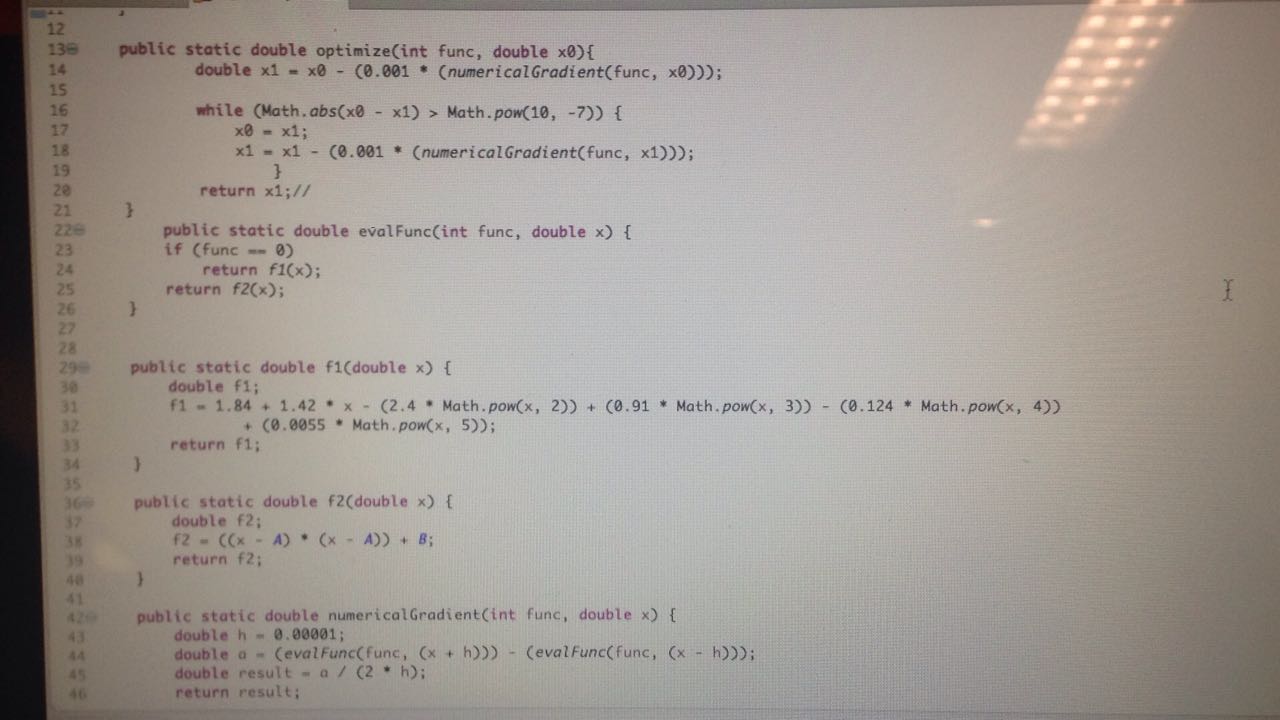 12
13 public static double optimize(int func, double x0){
14 double x1 = x0 - (0.001 * (numericalGradient(func, x0)));
15
16 while (Math.abs(x0 - x1) > Math.pow(10, -7)) {
17 x0 = x1;
18 x1 = x1 - (0.001 * (numericalGradient(func, x1)));
19 }
20 return x1;//
21 }
22 public static double evalFunc(int func, double x) {
23 if (func == 0)
24 return f1(x);
25 return f2(x);
26 }
27
28
29 public static double f1(double x) {
30 double f1;
31 f1 = 1.84 + 1.42 * x - (2.4 * Math.pow(x, 2)) + (0.91 * Math.pow(x, 3)) - (0.124 * Math.pow(x, 4))
32 + (0.0055 * Math.pow(x, 5));
33 return f1;
34 }
35
36 public static double f2(double x) {
37 double f2;
38 f2 = ((x - A) * (x - A)) + B;
39 return f2;
40 }
41
42 public static double numericalGradient(int func, double x) {
43 double h = 0.00001;
44 double a = (evalFunc(func, (x + h))) - (evalFunc(func, (x - h)));
45 double result = a / (2 * h);
46 return result;